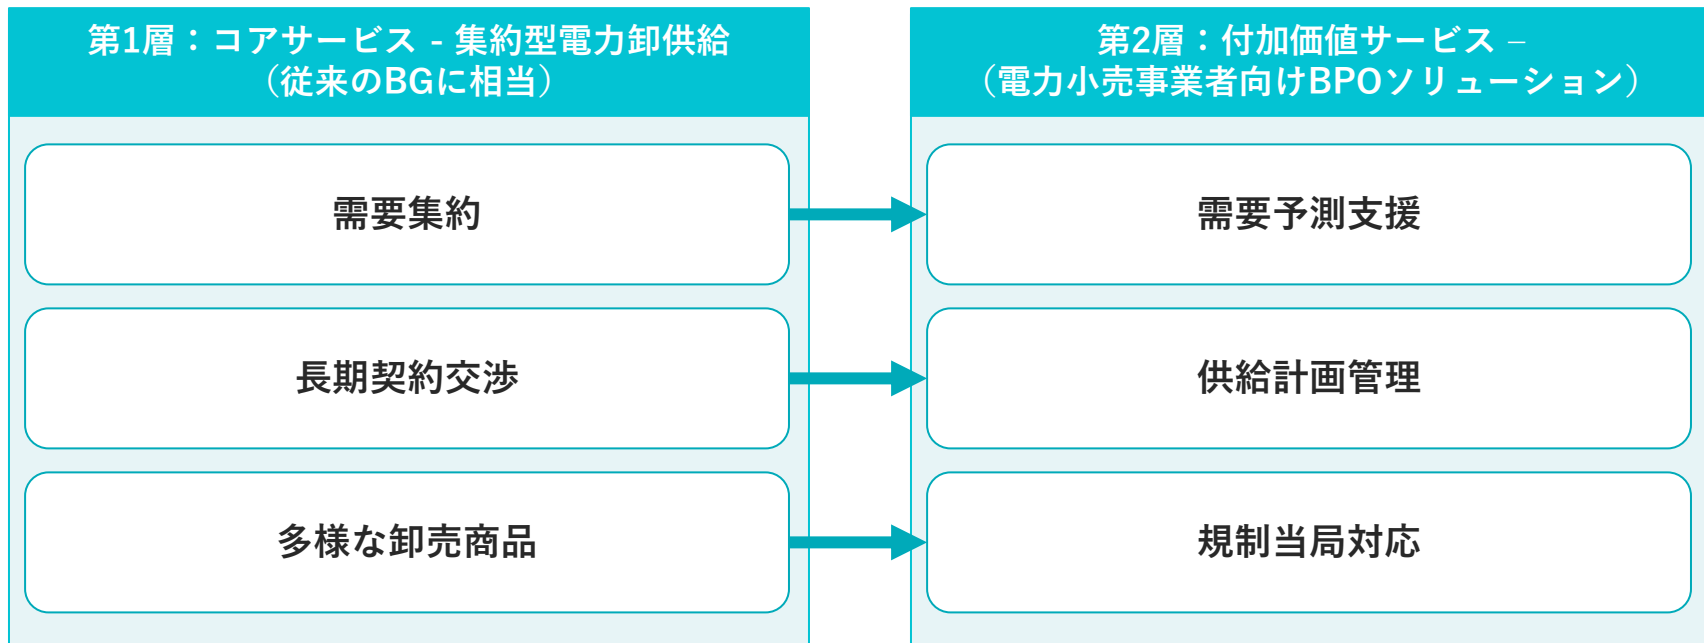 第1層：コアサービス - 集約型電力卸供給
（従来のBGに相当）
需要集約
長期契約交渉
多様な卸売商品
第2層：付加価値サービス –
（電力小売事業者向けBPOソリューション）
需要予測支援
供給計画管理
規制当局対応